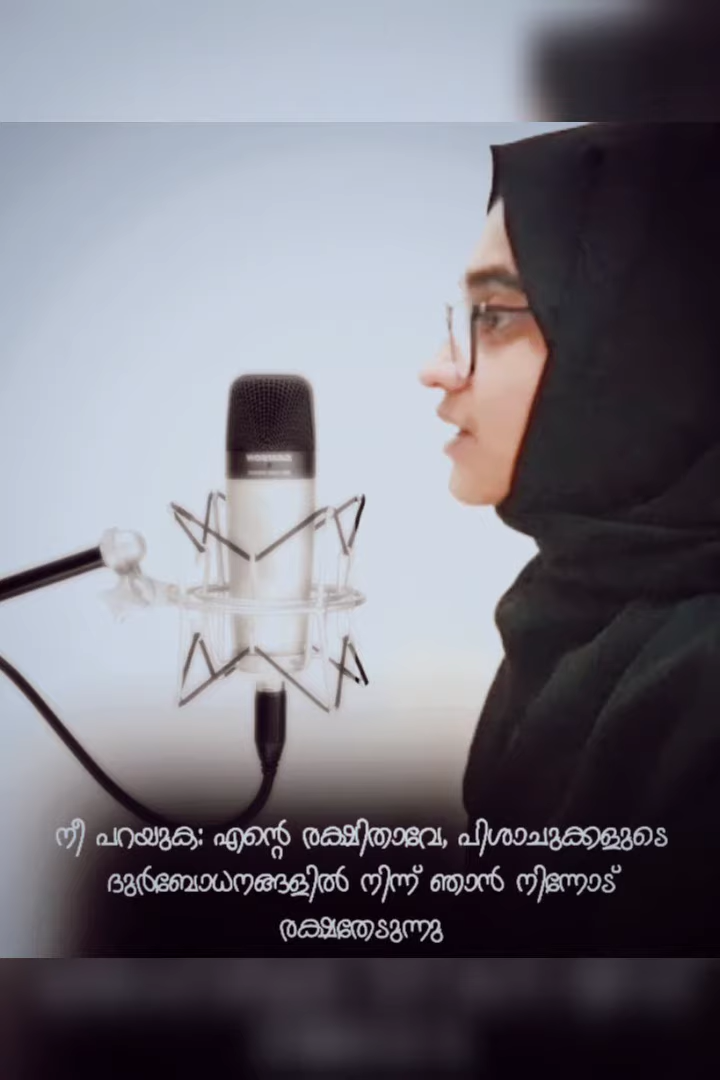 നീ പറയുക: എന്റെ രക്ഷിതാവേ, പിശാചുക്കളുടെ
ദുർബോധനങ്ങളിൽ നിന്ന് ഞാൻ നിന്നോട്
രക്ഷതേടുന്നു